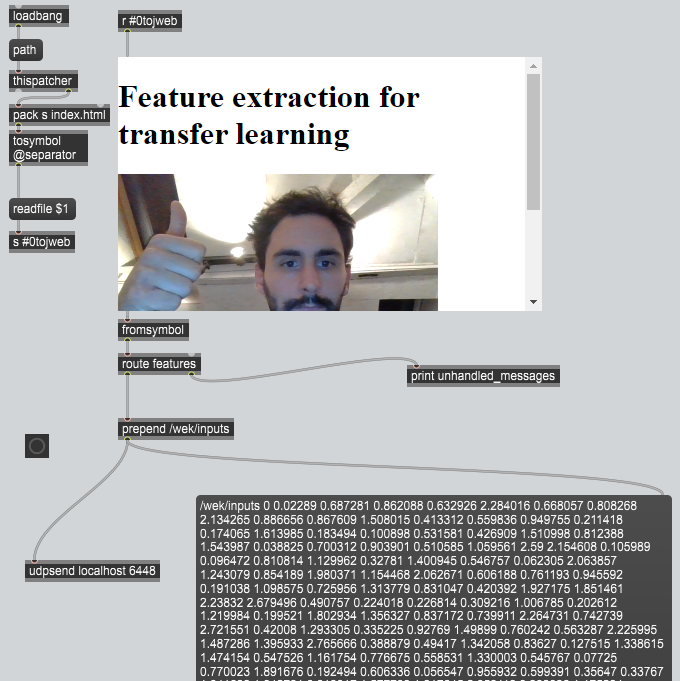 loadbang
r #0tojweb
path
thispatcher
pack s index.html
tosymbol
@separator
readfile $1
s #0tojweb
Feature extraction for
transfer learning
fromsymbol
route features
print unhandled_messages
prepend /wek/inputs
udpsend localhost 6448
/wek/inputs 0 0.02289 0.687281 0.862088 0.632926 2.284016 0.668057 0.808268
2.134265 0.886656 0.867609 1.508015 0.413312 0.559836 0.949755 0.211418
0.174065 1.613985 0.183494 0.100898 0.531581 0.426909 1.510998 0.812388
1.543987 0.038825 0.700312 0.903901 0.510585 1.059561 2.59 2.154608 0.105989
0.096472 0.810814 1.129962 0.32781 1.400945 0.546757 0.062305 2.063857
1.243079 0.854189 1.980371 1.154468 2.062671 0.606188 0.761193 0.945592
0.191038 1.098575 0.725956 1.313779 0.831047 0.420392 1.927175 1.851461
2.23832 2.679496 0.490757 0.224018 0.226814 0.309216 1.006785 0.202612
1.219984 0.199521 1.802934 1.356327 0.837172 0.739911 2.264731 0.742739
2.721551 0.42008 1.293305 0.335225 0.92769 1.49899 0.760242 0.563287 2.225995
1.487286 1.395933 2.765666 0.388879 0.49417 1.342058 0.83627 0.127515 1.338615
1.474154 0.547526 1.161754 0.776675 0.558531 1.330003 0.545767 0.07725
0.770023 1.891676 0.192494 0.606336 0.056547 0.955932 0.599391 0.35647 0.33767